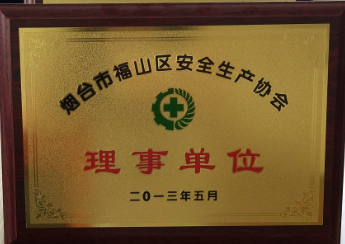 烟台市福山区安全生产协会
理事单位
二〇一三年五月